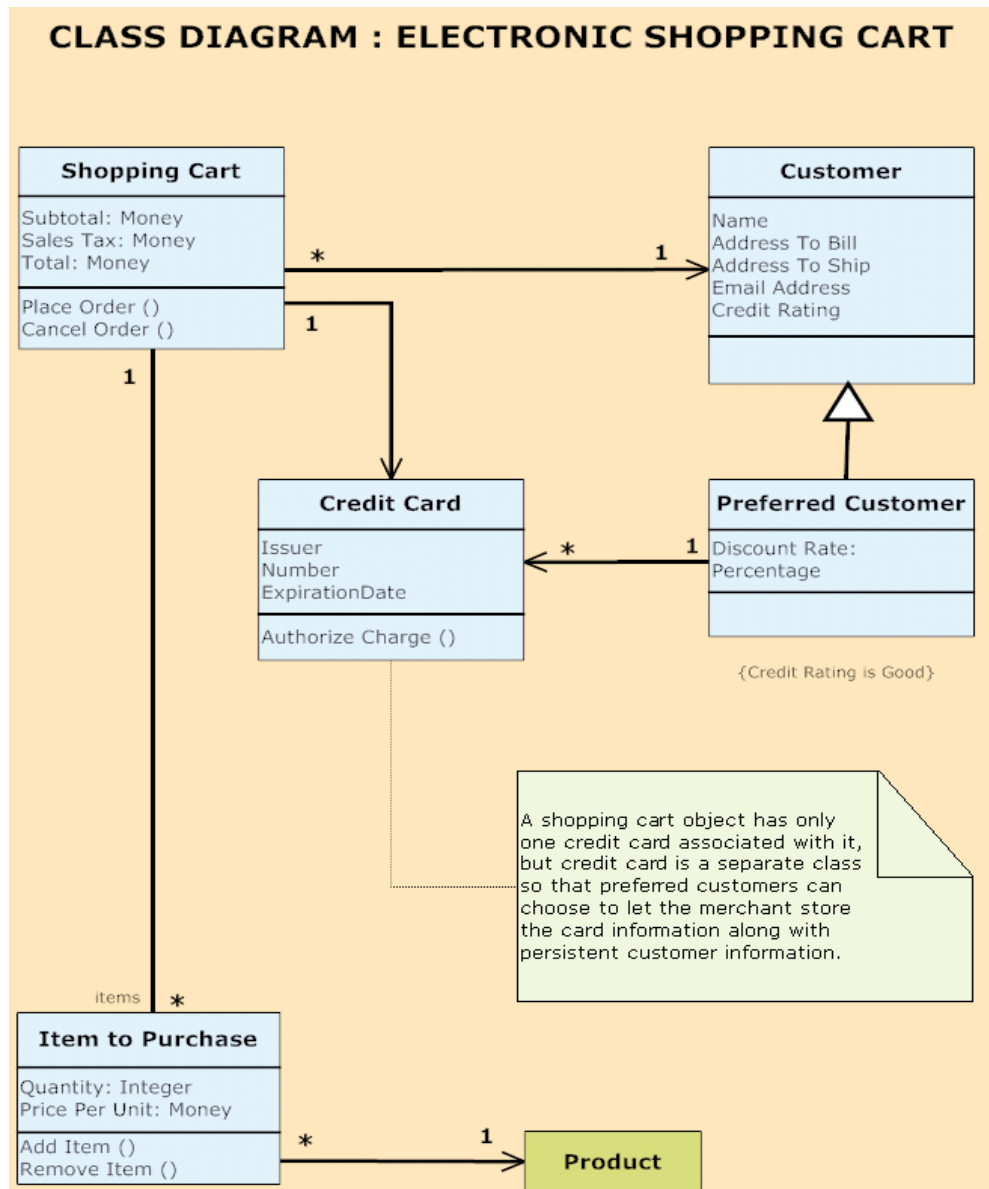 CLASS DIAGRAM : ELECTRONIC SHOPPING CART
Shopping Cart
Subtotal: Money
Sales Tax: Money
Total: Money
Place Order ()
Cancel Order ()
*
1
Customer
Name
Address To Bill
Address To Ship
Email Address
Credit Rating
1
1
Credit Card
Issuer
Number
ExpirationDate
Authorize Charge ()
*
1
Preferred Customer
Discount Rate:
Percentage
{Credit Rating is Good}
A shopping cart object has only
one credit card associated with it,
but credit card is a separate class
so that preferred customers can
choose to let the merchant store
the card information along with
persistent customer information.
items
*
Item to Purchase
Quantity: Integer
Price Per Unit: Money
Add Item ()
Remove Item ()
*
1
Product